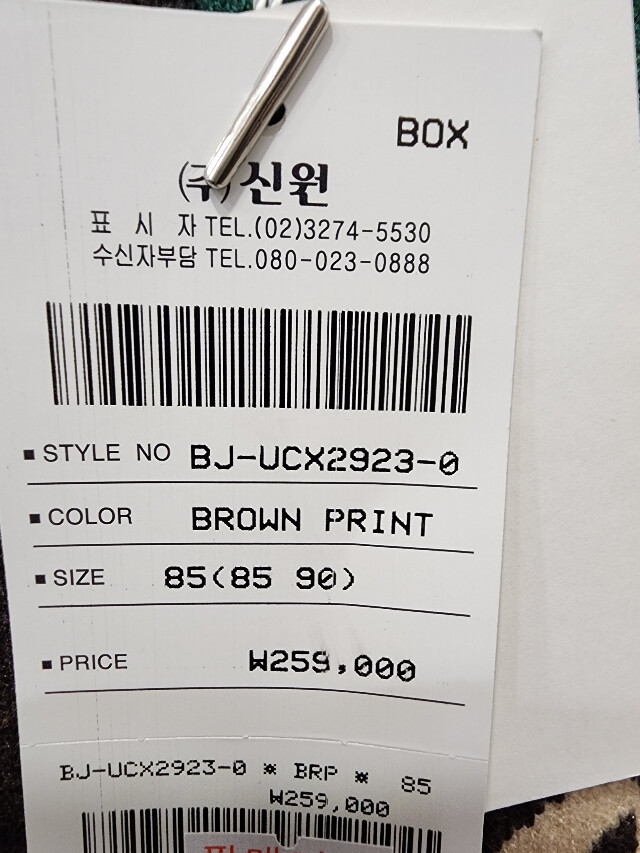 BOX
(주)신원
표 시 자 TEL.(02)3274-5530
수신자부담 TEL.080-023-0888
■ STYLE NO BJ-UCX2923-0
■ COLOR BROWN PRINT
■ SIZE 85(85 90)
■ PRICE ₩259,000
BJ-UCX2923-0 * BRP * 85
₩259,000